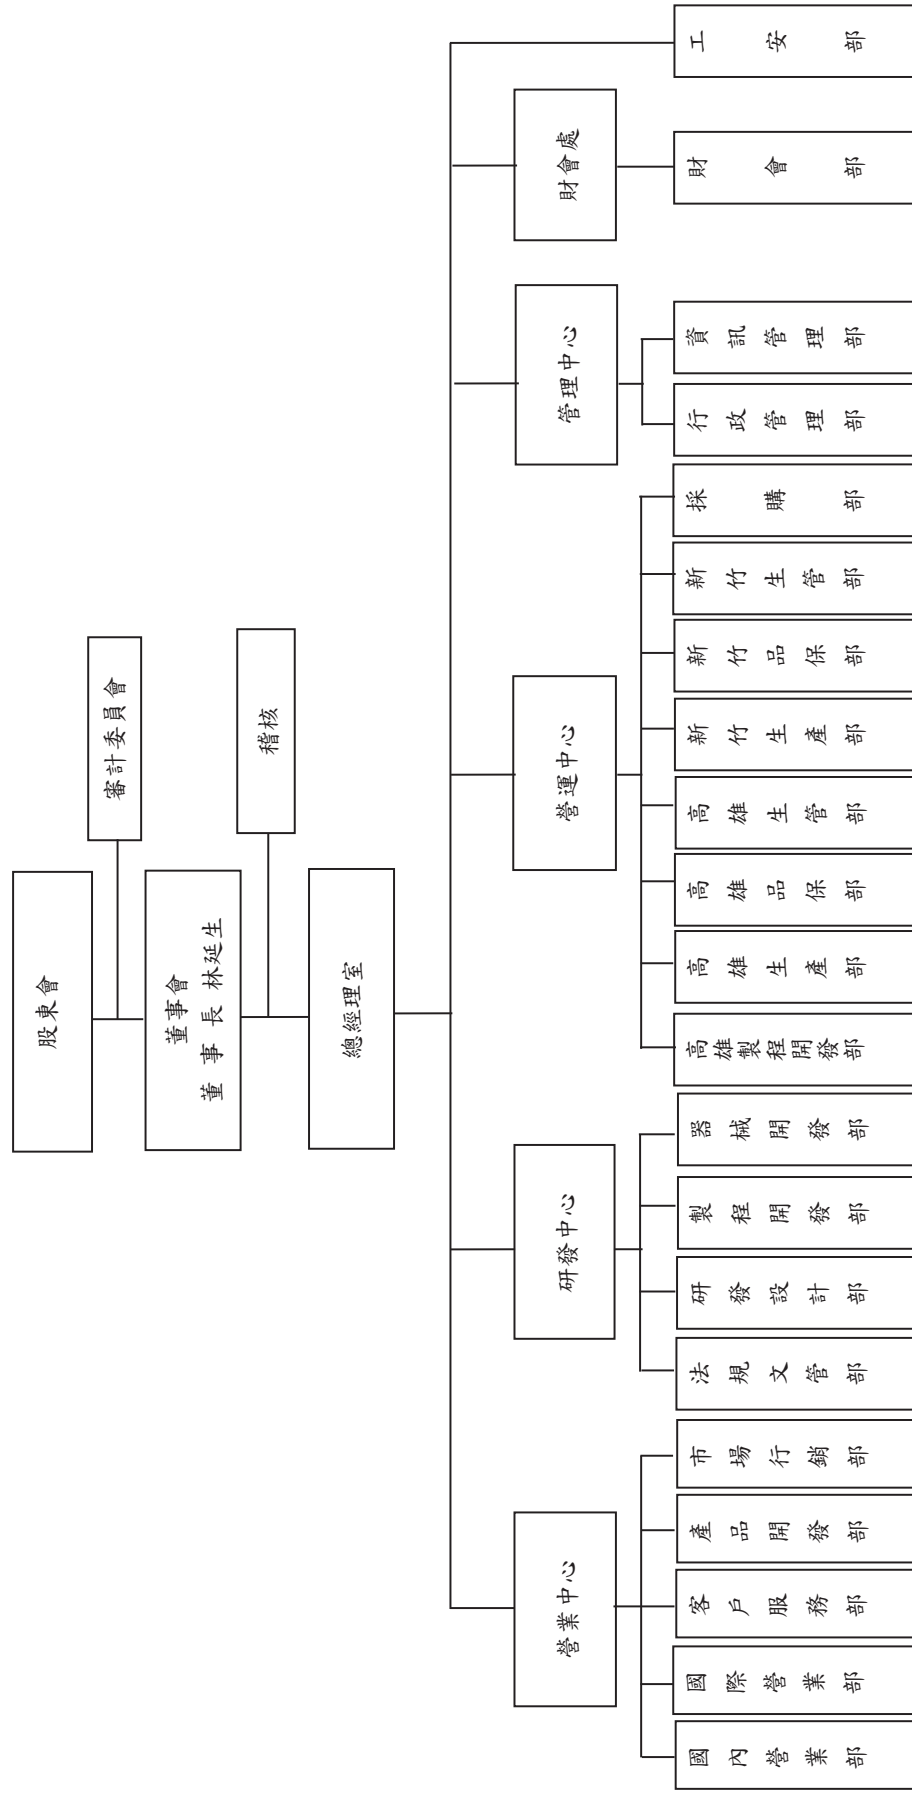 股東會
審計委員會
董事會
董 事 長 林延生
稽核
總經理室
營業中心
研發中心
營運中心
管理中心
財會處
國內營業部
國際營業部
客戶服務部
產品開發部
市場行銷部
法規文管部
研發設計部
製程開發部
器械開發部
高雄製程開發部
高雄生產部
高雄品保部
高雄生管部
新竹生產部
新竹品保部
新竹生管部
採購部
行政管理部
資訊管理部
財會部
工安部